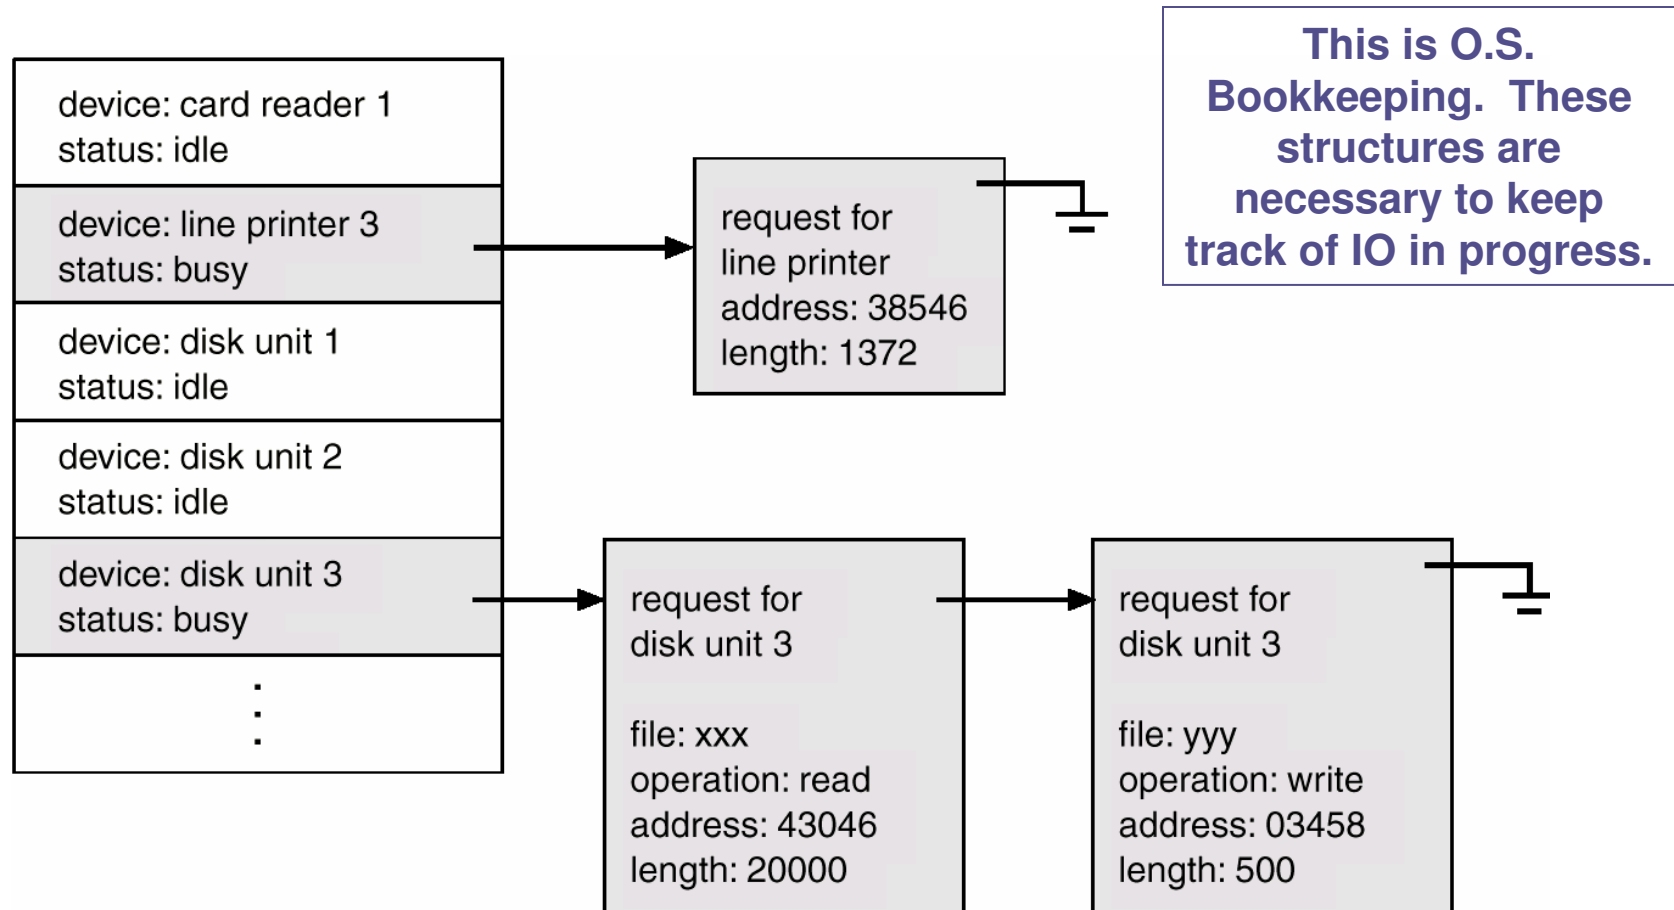 This is O.S.
Bookkeeping. These
structures are
necessary to keep
track of IO in progress.
device: card reader 1
status: idle
device: line printer 3
status: busy
request for
line printer
address: 38546
length: 1372
device: disk unit 1
status: idle
device: disk unit 2
status: idle
device: disk unit 3
status: busy
request for
disk unit 3
file: xxx
operation: read
address: 43046
length: 20000
request for
disk unit 3
file: yyy
operation: write
address: 03458
length: 500